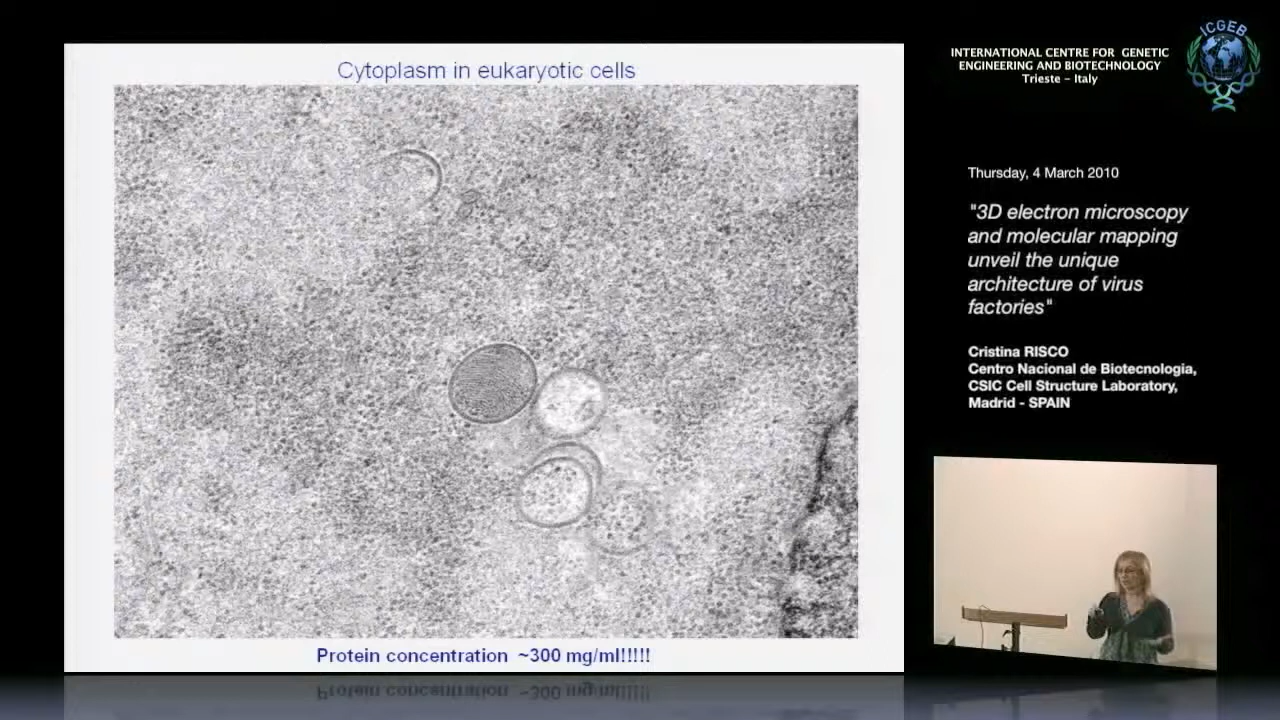 Cytoplasm in eukaryotic cells
Protein concentration ~300 mg/ml!!!!!
INTERNATIONAL CENTRE FOR GENETIC
ENGINEERING AND BIOTECHNOLOGY
Trieste - Italy
ICGEB
Thursday, 4 March 2010
"3D electron microscopy
and molecular mapping
unveil the unique
architecture of virus
factories"
Cristina RISCO
Centro Nacional de Biotecnologia,
CSIC Cell Structure Laboratory,
Madrid - SPAIN